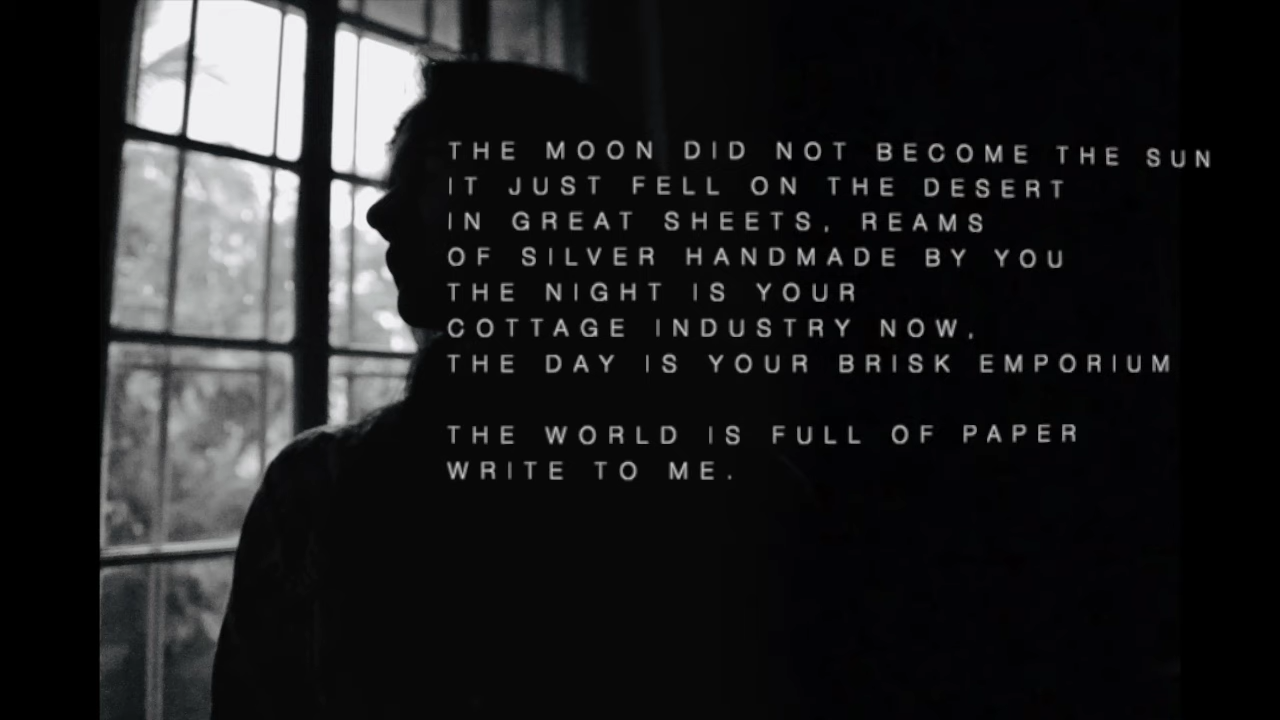 THE MOON DID NOT BECOME THE SUN
IT JUST FELL ON THE DESERT
IN GREAT SHEETS, REAMS
OF SILVER HANDMADE BY YOU
THE NIGHT IS YOUR
COTTAGE INDUSTRY NOW,
THE DAY IS YOUR BRISK EMPORIUM
THE WORLD IS FULL OF PAPER
WRITE TO ME.